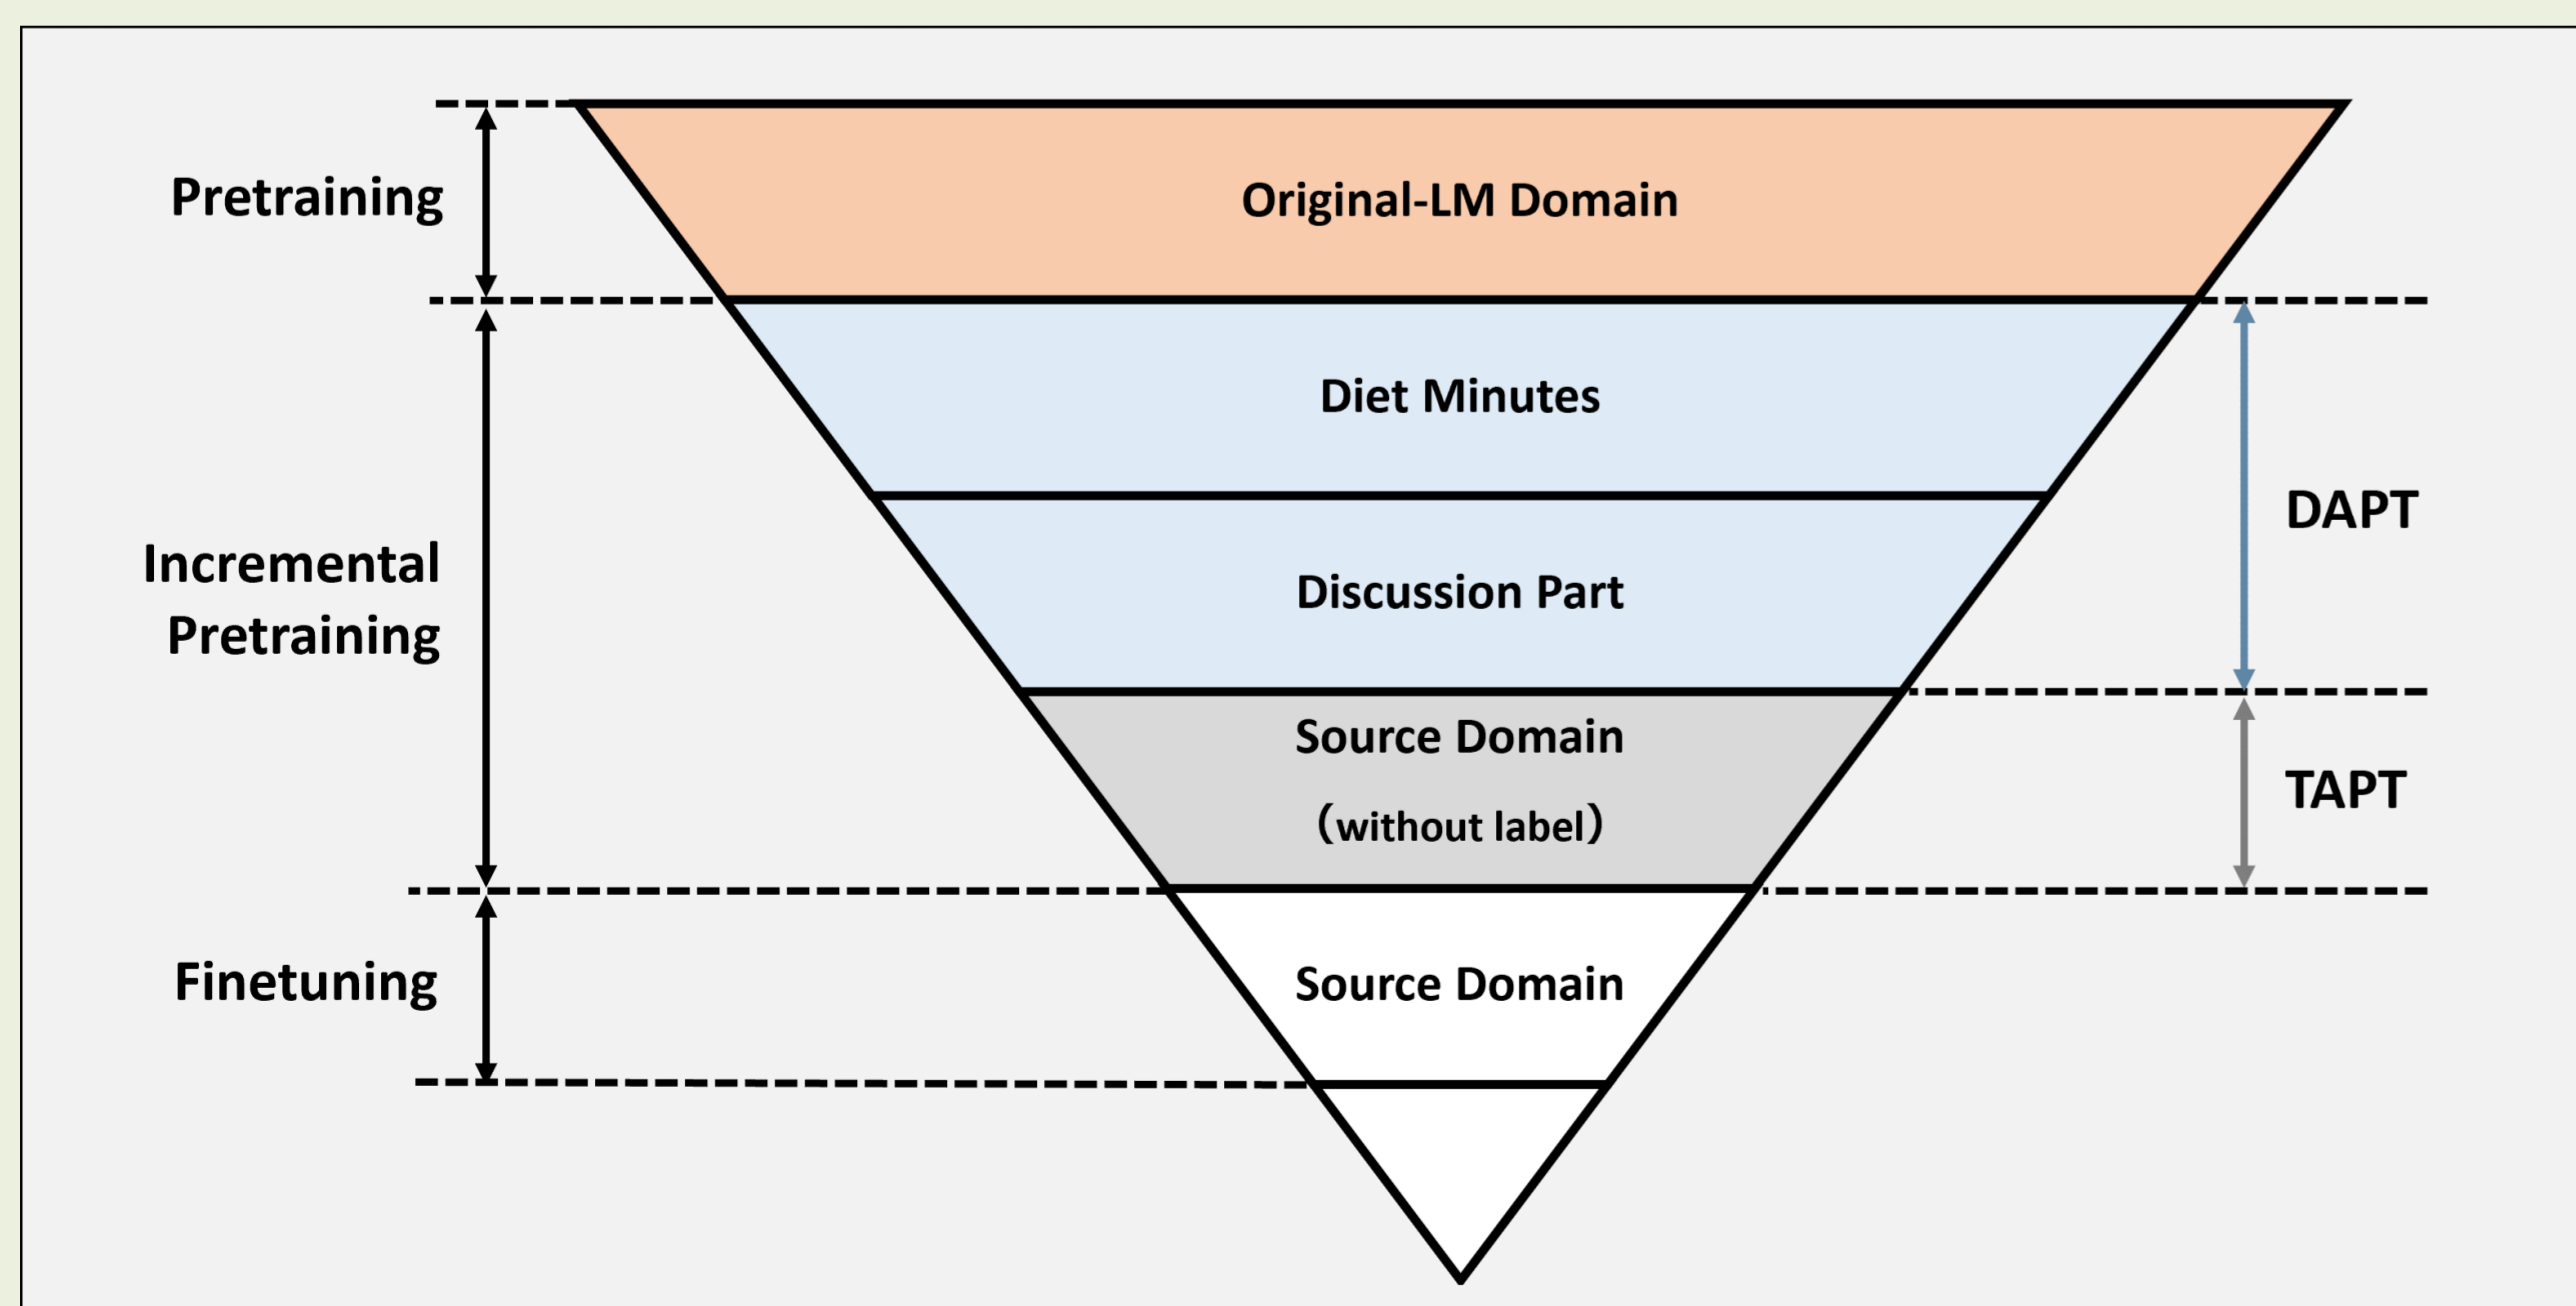 Pretraining
Original-LM Domain
Diet Minutes
Incremental
Pretraining
Discussion Part
DAPT
Source Domain
（without label）
TAPT
Finetuning
Source Domain